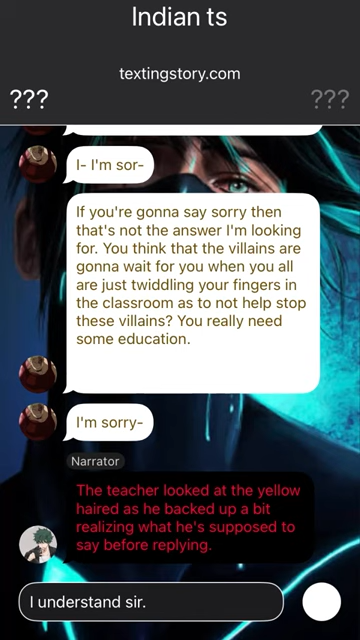 Indian ts
textingstory.com
???
???
I- I'm sor-
If you're gonna say sorry then
that's not the answer I'm looking
for. You think that the villains are
gonna wait for you when you all
are just twiddling your fingers in
the classroom as to not help stop
these villains? You really need
some education.
I'm sorry-
Narrator
The teacher looked at the yellow
haired as he backed up a bit
realizing what he's supposed to
say before replying.
I understand sir.